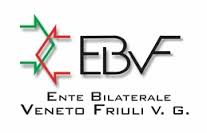 EBVF
ENTE BILATERALE
VENETO FRIULI V. G.